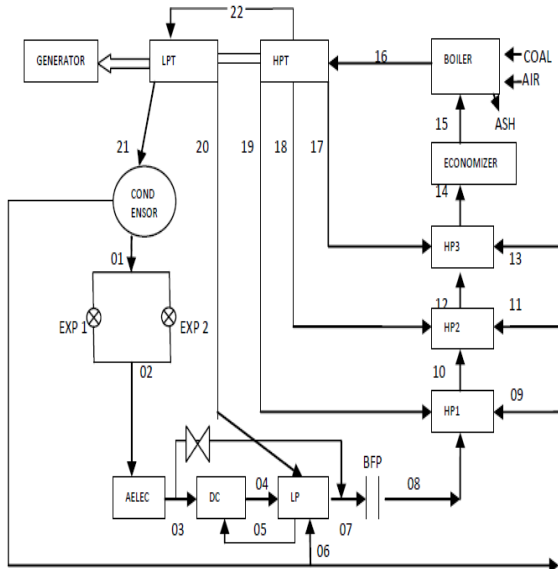 22
GENERATOR
LPT
HPT
16
BOILER
COAL
AIR
ASH
15
21
20
19
18
17
ECONOMIZER
14
COND
ENSOR
01
HP3
13
12
11
EXP 1
EXP 2
HP2
02
10
09
HP1
BFP
AELEC
03
DC
04
05
LP
06
07
08